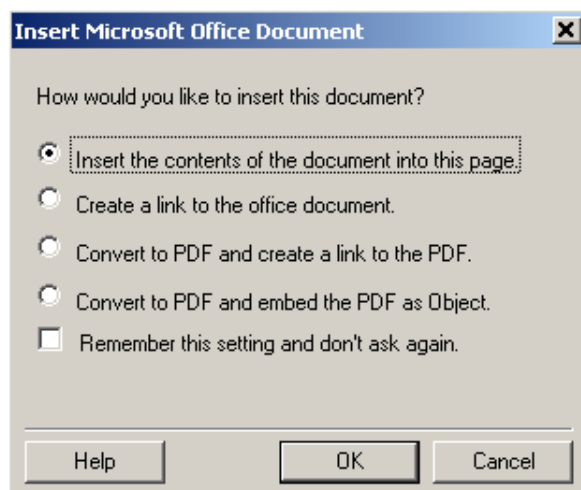 Insert Microsoft Office Document
How would you like to insert this document?
Insert the contents of the document into this page.
Create a link to the office document.
Convert to PDF and create a link to the PDF.
Convert to PDF and embed the PDF as Object.
Remember this setting and don't ask again.
Help OK Cancel